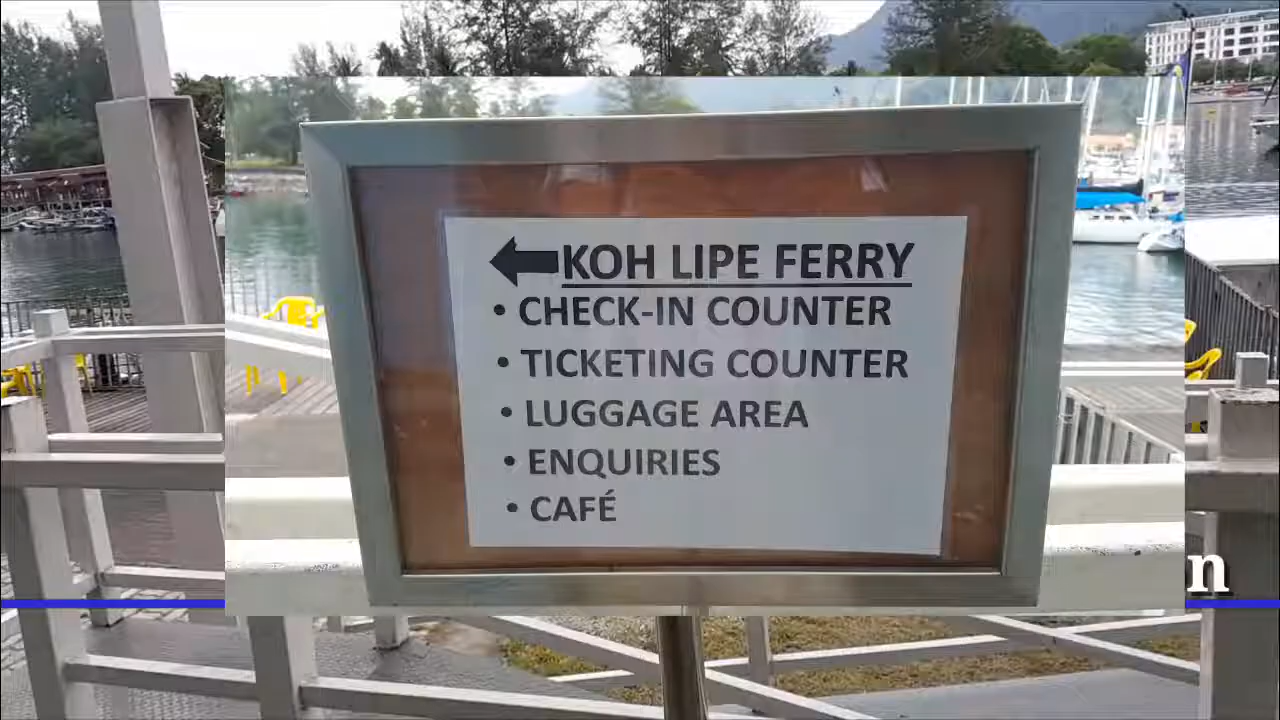 KOH LIPE FERRY
• CHECK-IN COUNTER
• TICKETING COUNTER
• LUGGAGE AREA
• ENQUIRIES
• CAFÉ
n